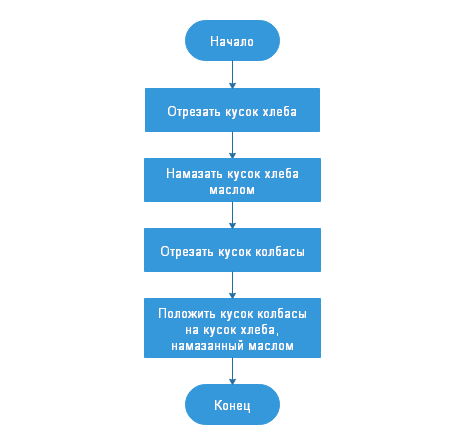 Начало
Отрезать кусок хлеба
Намазать кусок хлеба
маслом
Отрезать кусок колбасы
Положить кусок колбасы
на кусок хлеба,
намазанный маслом
Конец